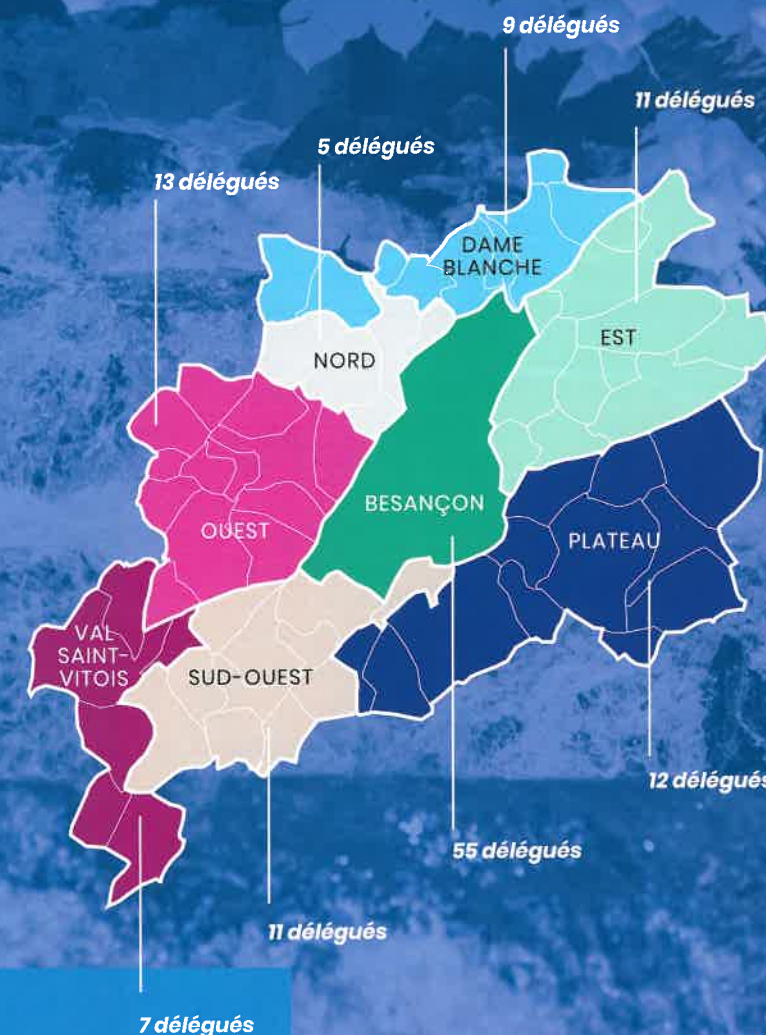 9 délégués
11 délégués
5 délégués
13 délégués
DAME
BLANCHE
EST
NORD
BESANÇON
OUEST
PLATEAU
VAL
SAINT-
VITOIS
SUD-OUEST
12 délégués
55 délégués
11 délégués
7 délégués